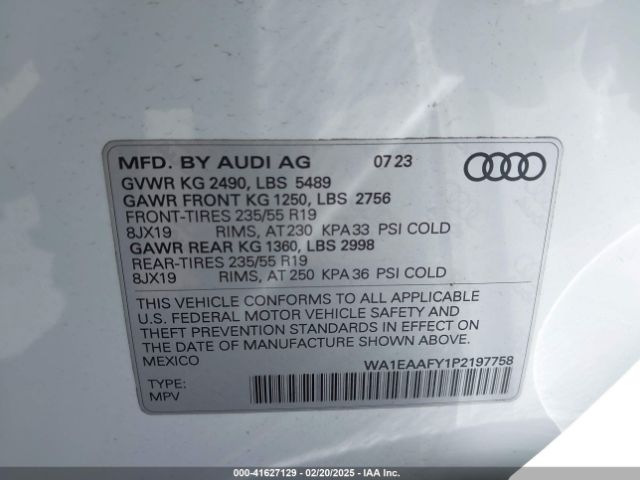 MFD. BY AUDI AG 07 23
GVWR KG 2490, LBS 5489
GAWR FRONT KG 1250, LBS 2756
FRONT-TIRES 235/55 R19
8JX19 RIMS, AT 230 KPA 33 PSI COLD
GAWR REAR KG 1360, LBS 2998
REAR-TIRES 235/55 R19
8JX19 RIMS, AT 250 KPA 36 PSI COLD
THIS VEHICLE CONFORMS TO ALL APPLICABLE
U.S. FEDERAL MOTOR VEHICLE SAFETY AND
THEFT PREVENTION STANDARDS IN EFFECT ON
THE DATE OF MANUFACTURE SHOWN ABOVE.
MEXICO WA1EAAFY1P2197758
TYPE:
MPV
000-41627129 - 02/20/2025 - IAA Inc.